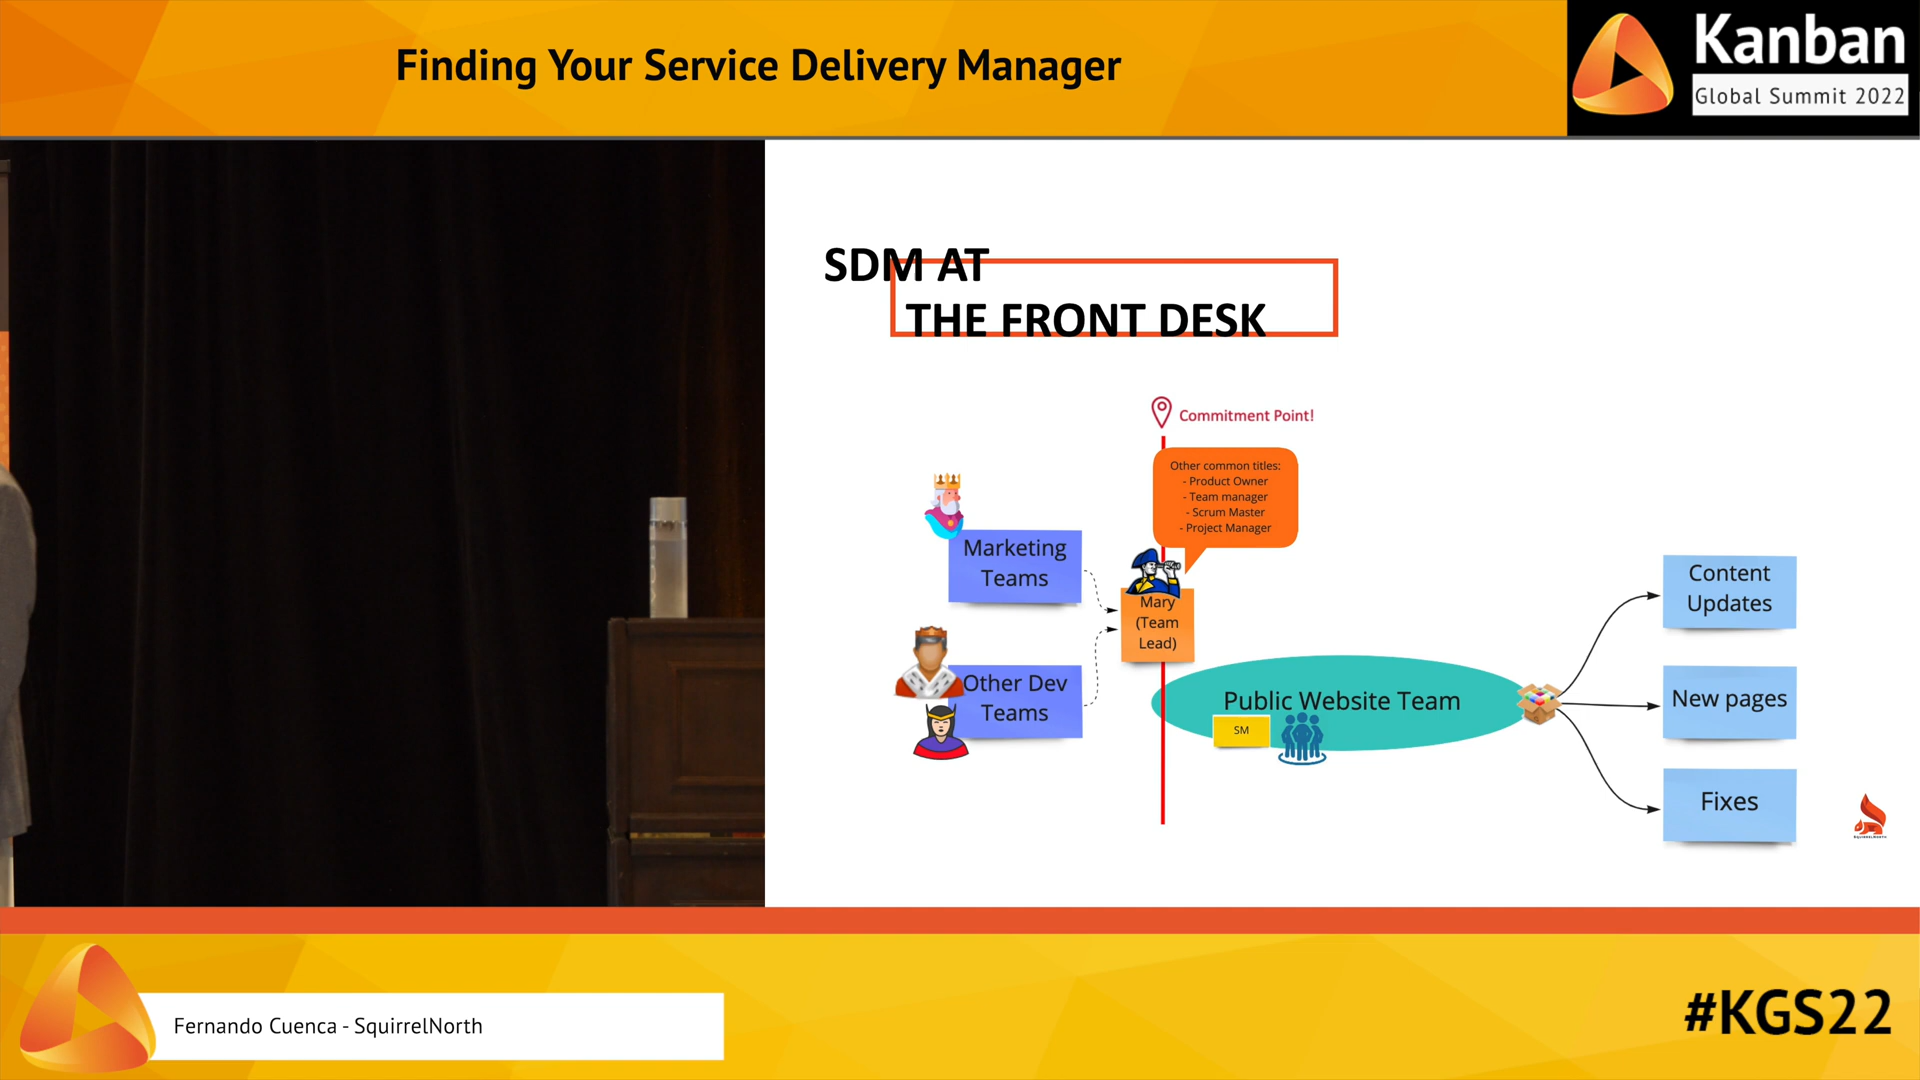 Finding Your Service Delivery Manager
Kanban
Global Summit 2022
SDM AT
THE FRONT DESK
Commitment Point!
Other common titles:
- Product Owner
- Team manager
- Scrum Master
- Project Manager
Marketing
Teams
Mary
(Team
Lead)
Other Dev
Teams
Public Website Team
SM
Content
Updates
New pages
Fixes
SQUIRRELNORTH
Fernando Cuenca - SquirrelNorth
#KGS22